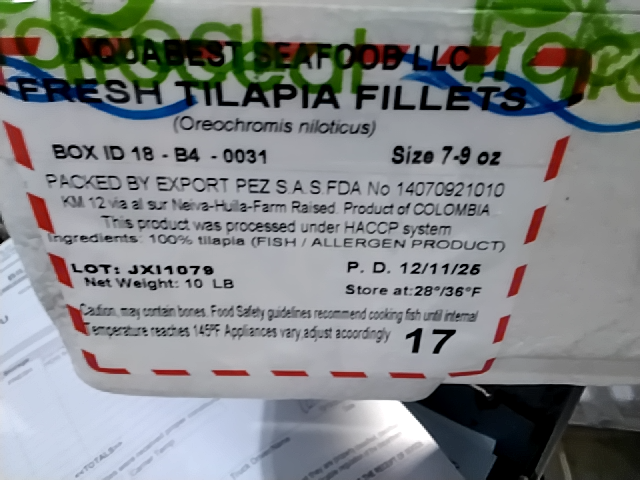 AQUABEST SEAFOOD LLC
FRESH TILAPIA FILLETS
(Oreochromis niloticus)
BOX ID 18 - B4 - 0031 Size 7-9 oz
PACKED BY EXPORT PEZ S.A.S FDA No 14070921010
KM 12 via al sur Neiva-Huila-Farm Raised. Product of COLOMBIA
This product was processed under HACCP system
Ingredients: 100% tilapia (FISH / ALLERGEN PRODUCT)
LOT: JXI1079 P. D. 12/11/25
Net Weight: 10 LB Store at:28°/36°F
Caution, may contain bones. Food Safety guidelines recommend cooking fish until internal
Temperature reaches 145ºF Appliances vary,adjust acoordingly 17
<<TOTALS>>